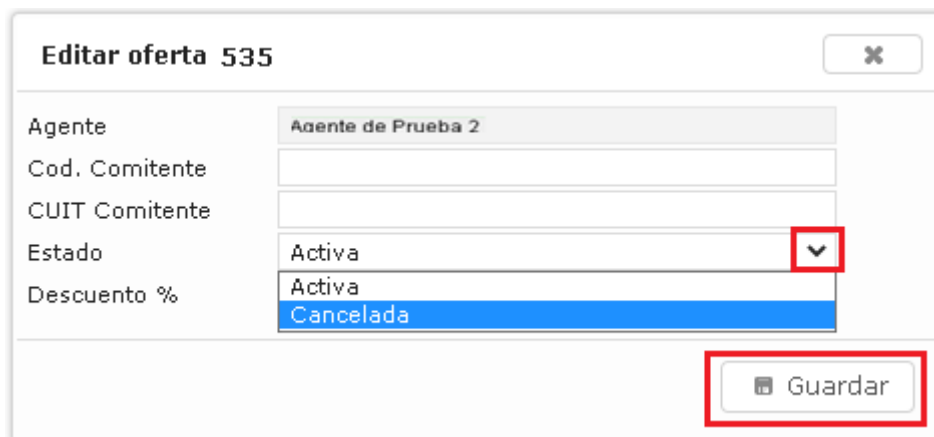 Editar oferta 535
Agente Agente de Prueba 2
Cod. Comitente
CUIT Comitente
Estado Activa
Activa
Descuento %
Cancelada
Guardar